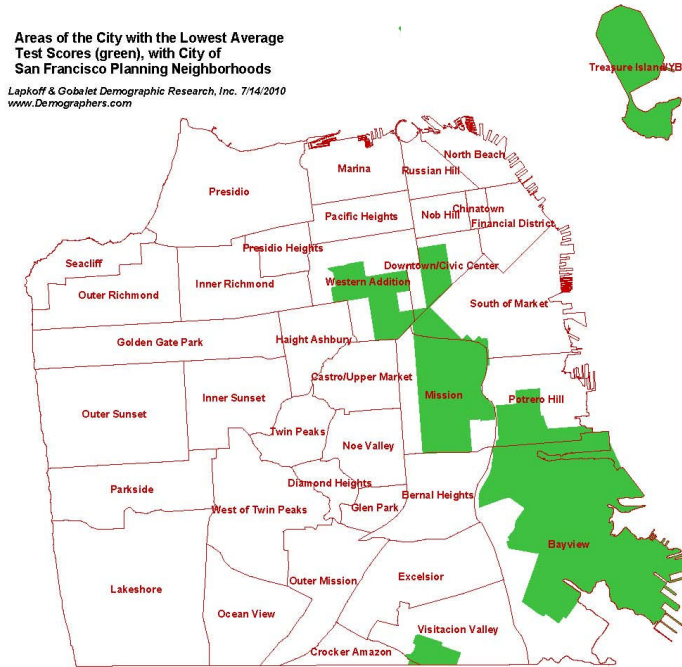 Areas of the City with the Lowest Average
Test Scores (green), with City of
San Francisco Planning Neighborhoods
Lapkoff & Gobalet Demographic Research, Inc. 7/14/2010
www.Demographers.com
Treasure Island/YB
North Beach
Marina
Russian Hill
Presidio
Chinatown
Pacific Heights
Nob Hill
Financial District
Presidio Heights
Seacliff
Downtown/Civic Center
Inner Richmond
Western Addition
Outer Richmond
South of Market
Golden Gate Park
Haight Ashbury
Castro/Upper Market
Inner Sunset
Mission
Potrero Hill
Outer Sunset
Twin Peaks
Noe Valley
Diamond Heights
Parkside
Bernal Heights
West of Twin Peaks
Glen Park
Bayview
Lakeshore
Outer Mission
Excelsior
Ocean View
Visitacion Valley
Crocker Amazon